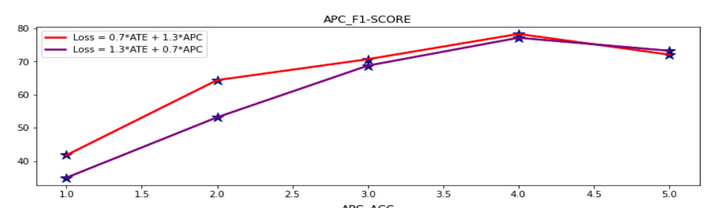 APC_F1-SCORE
Loss = 0.7*ATE + 1.3*APC
Loss = 1.3*ATE + 0.7*APC
80
70
60
50
40
1.0 1.5 2.0 2.5 3.0 3.5 4.0 4.5 5.0